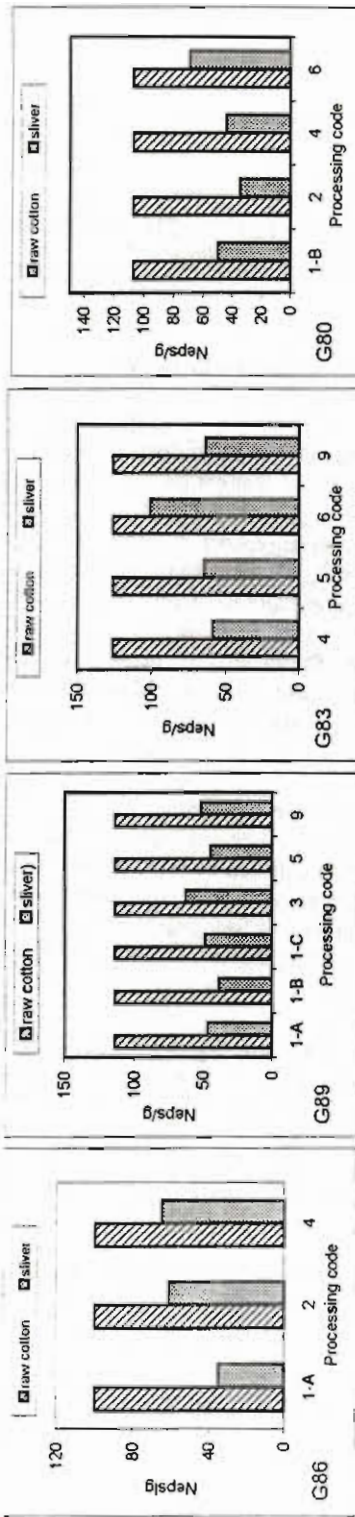 raw cotton sliver
Neps/g
120
80
40
0
1-A 2 4
Processing code
G86
raw cotton sliver)
Neps/g
150
100
50
0
1-A 1-B 1-C 3 5 9
Processing code
G89
raw cotton sliver
Neps/g
150
100
50
0
4 5 6 9
Processing code
G83
raw cotton sliver
Neps/g
140
120
100
80
60
40
20
0
1-B 2 4 6
Processing code
G80